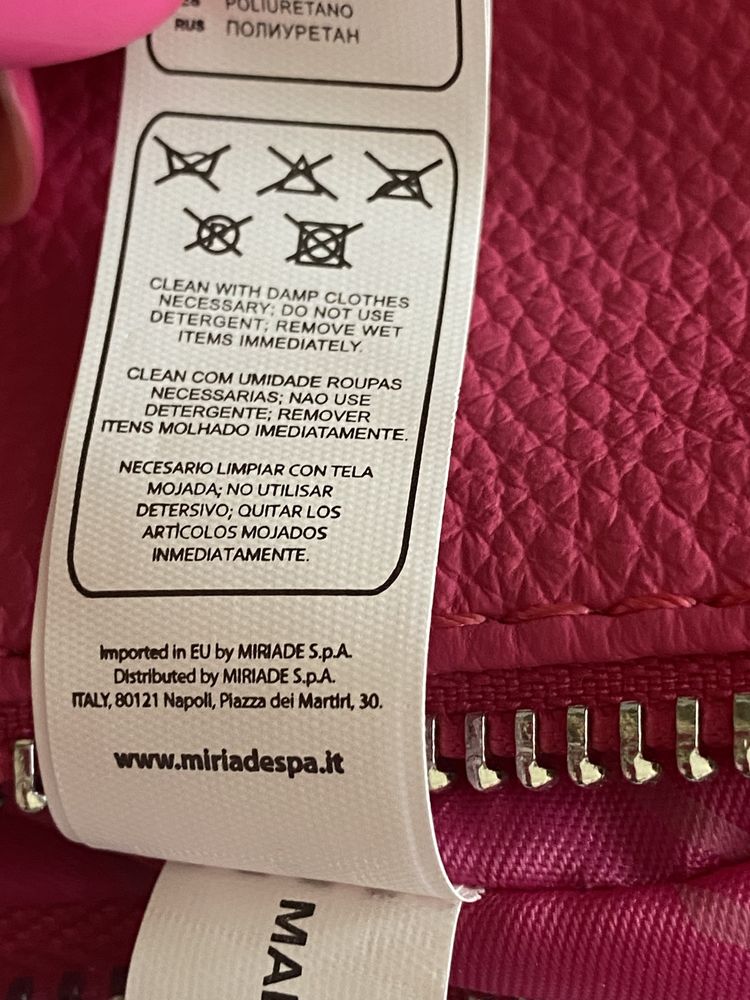 ES POLIURETANO
RUS ПОЛИУРЕТАН
CLEAN WITH DAMP CLOTHES
NECESSARY; DO NOT USE
DETERGENT; REMOVE WET
ITEMS IMMEDIATELY.
CLEAN COM UMIDADE ROUPAS
NECESSARIAS; NAO USE
DETERGENTE; REMOVER
ITENS MOLHADO IMEDIATAMENTE.
NECESARIO LIMPIAR CON TELA
MOJADA; NO UTILISAR
DETERSIVO; QUITAR LOS
ARTÌCOLOS MOJADOS
INMEDIATAMENTE.
Imported in EU by MIRIADE S.p.A.
Distributed by MIRIADE S.p.A.
ITALY, 80121 Napoli, Piazza dei Martiri, 30.
www.miriadespa.it